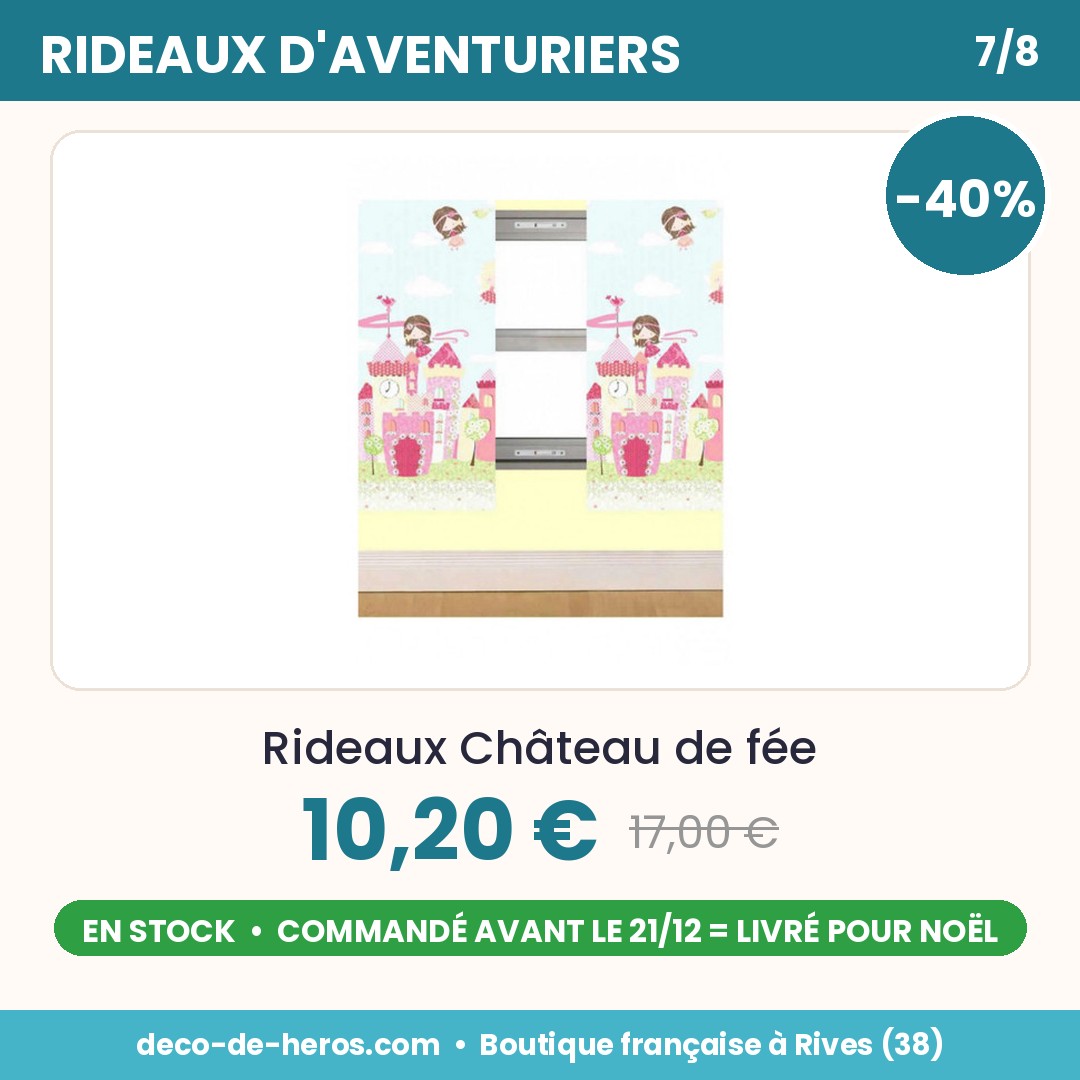 RIDEAUX D'AVENTURIERS
7/8
-40%
Rideaux Château de fée
10,20 € 17,00 €
EN STOCK • COMMANDÉ AVANT LE 21/12 = LIVRÉ POUR NOËL
deco-de-heros.com • Boutique française à Rives (38)